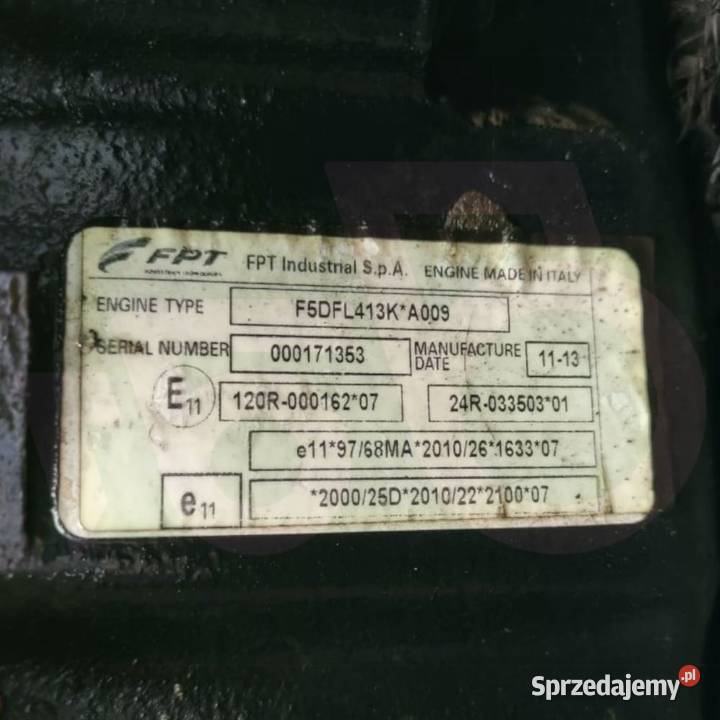 FPT FPT Industrial S.p.A. ENGINE MADE IN ITALY
ENGINE TYPE F5DFL413K*A009
SERIAL NUMBER 000171353 MANUFACTURE DATE 11-13
E11 120R-000162*07 24R-033503*01
e11*97/68MA*2010/26*1633*07
e11 *2000/25D*2010/22*2100*07
Sprzedajemy.pl